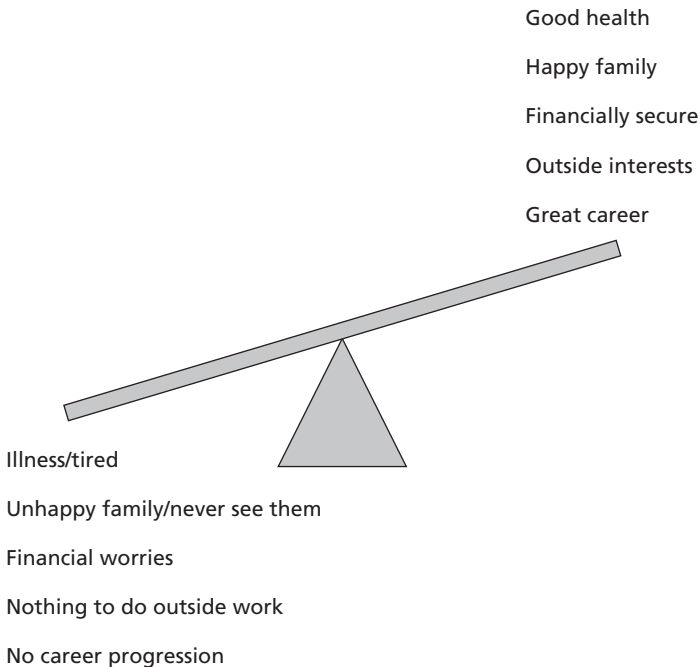 Good health
Happy family
Financially secure
Outside interests
Great career
Illness/tired
Unhappy family/never see them
Financial worries
Nothing to do outside work
No career progression